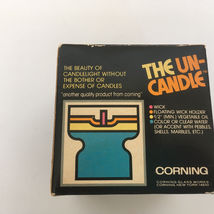 THE BEAUTY OF
CANDLELIGHT WITHOUT
THE BOTHER OR
EXPENSE OF CANDLES
"another quality product from corning"
THE UN-
CANDLE
WICK
FLOATING WICK HOLDER
1/2" (MIN.) VEGETABLE OIL
COLOR OR CLEAR WATER
(OR ACCENT WITH PEBBLES,
SHELLS, MARBLES, ETC.)
CORNING
CORNING GLASS WORKS
CORNING, NEW YORK 14830